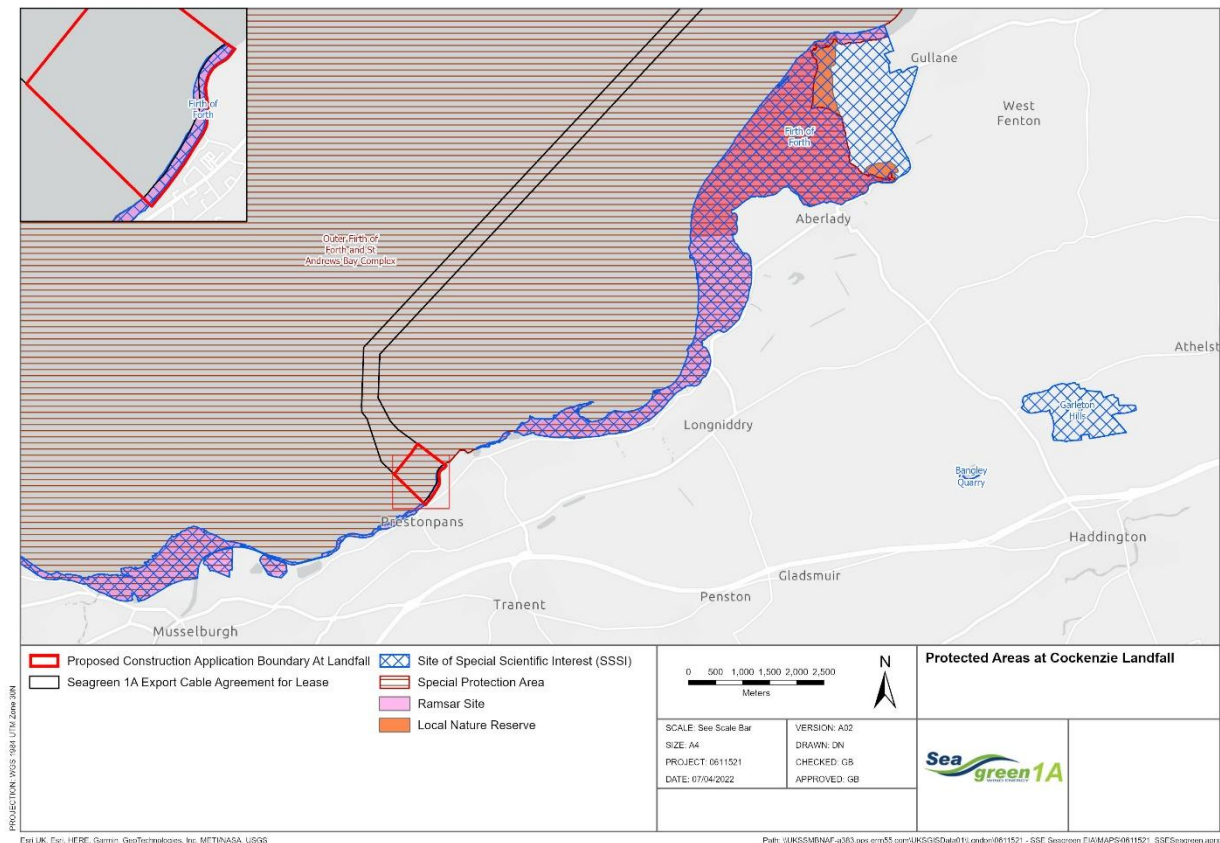 Firth of
Forth
Gullane
West
Fenton
Firth of
Forth
Aberlady
Outer Firth of
Forth and St
Andrews Bay Complex
Athelst
Garleton
Hills
Longniddry
Bangley
Quarry
Prestonpans
Haddington
Gladsmuir
Penston
Tranent
Musselburgh
Proposed Construction Application Boundary At Landfall
Seagreen 1A Export Cable Agreement for Lease
Site of Special Scientific Interest (SSSI)
Special Protection Area
Ramsar Site
Local Nature Reserve
0 500 1,000 1,500 2,000 2,500
Meters
N
SCALE: See Scale Bar
SIZE: A4
PROJECT: 0611521
DATE: 07/04/2022
VERSION: A02
DRAWN: DN
CHECKED: GB
APPROVED: GB
Protected Areas at Cockenzie Landfall
Sea
green 1A
WIND ENERGY
PROJECTION: WGS 1984 UTM Zone 30N
Esri UK, Esri, HERE, Garmin, GeoTechnologies, Inc, METI/NASA, USGS